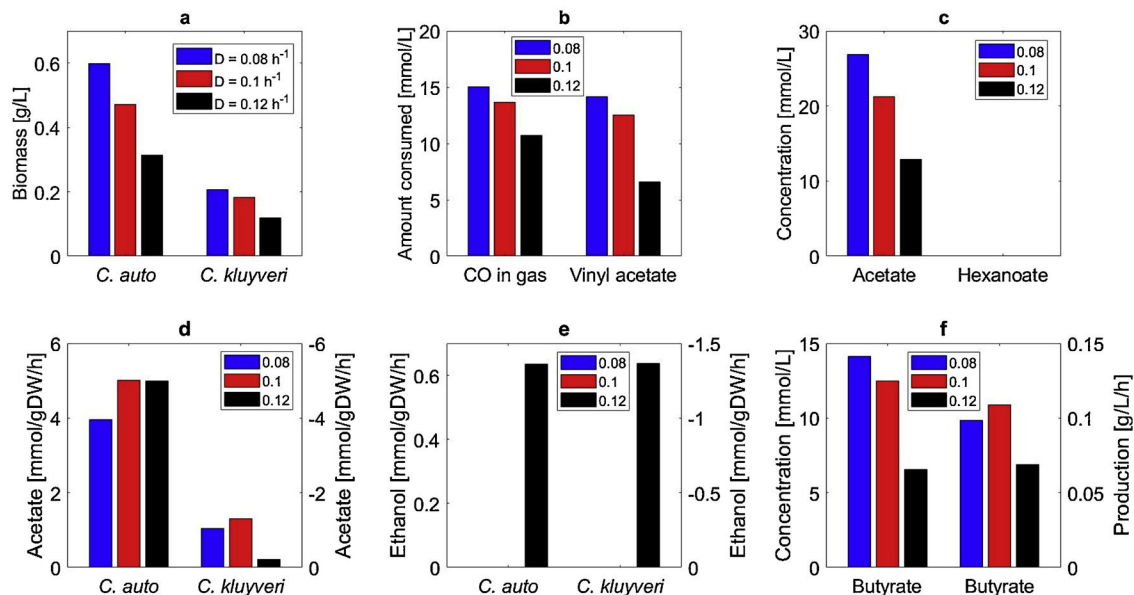 a
Biomass [g/L]
0.6
0.4
0.2
0
D = 0.08 h-1
D = 0.1 h-1
D = 0.12 h-1
C. auto
C. kluyveri
b
Amount consumed [mmol/L]
20
15
10
5
0
0.08
0.1
0.12
CO in gas
Vinyl acetate
c
Concentration [mmol/L]
30
20
10
0
0.08
0.1
0.12
Acetate
Hexanoate
d
Acetate [mmol/gDW/h]
6
4
2
0
0.08
0.1
0.12
-6
-4
-2
0
Acetate [mmol/gDW/h]
C. auto
C. kluyveri
e
Ethanol [mmol/gDW/h]
0.6
0.4
0.2
0
0.08
0.1
0.12
-1.5
-1
-0.5
0
Ethanol [mmol/gDW/h]
C. auto
C. kluyveri
f
Concentration [mmol/L]
15
10
5
0
0.08
0.1
0.12
0.15
0.1
0.05
0
Production [g/L/h]
Butyrate
Butyrate